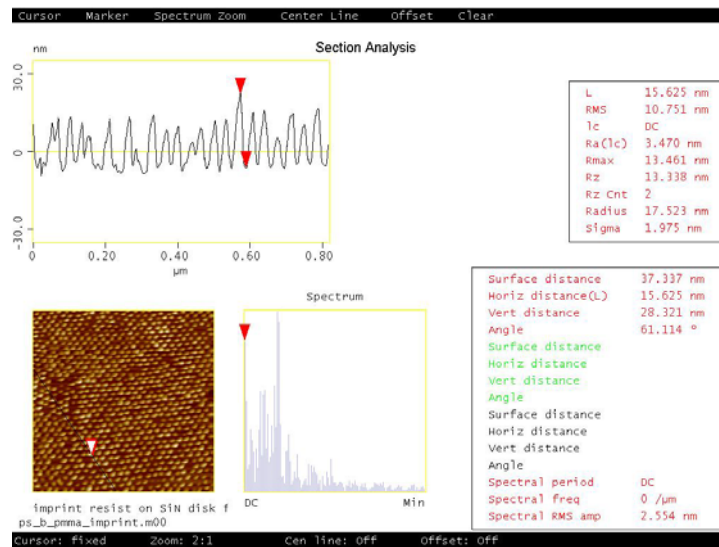 Cursor Marker Spectrum Zoom Center Line Offset Clear
Section Analysis
nm
30.0
0
-30.0
0 0.20 0.40 0.60 0.80
µm
L 15.625 nm
RMS 10.751 nm
lc DC
Ra(lc) 3.470 nm
Rmax 13.461 nm
Rz 13.338 nm
Rz Cnt 2
Radius 17.523 nm
Sigma 1.975 nm
Spectrum
DC Min
Surface distance 37.337 nm
Horiz distance(L) 15.625 nm
Vert distance 28.321 nm
Angle 61.114 º
Surface distance
Horiz distance
Vert distance
Angle
Surface distance
Horiz distance
Vert distance
Angle
Spectral period DC
Spectral freq 0 /µm
Spectral RMS amp 2.554 nm
imprint resist on SiN disk f
ps_b_pmma_imprint.m00
Cursor: fixed Zoom: 2:1 Cen line: Off Offset: Off